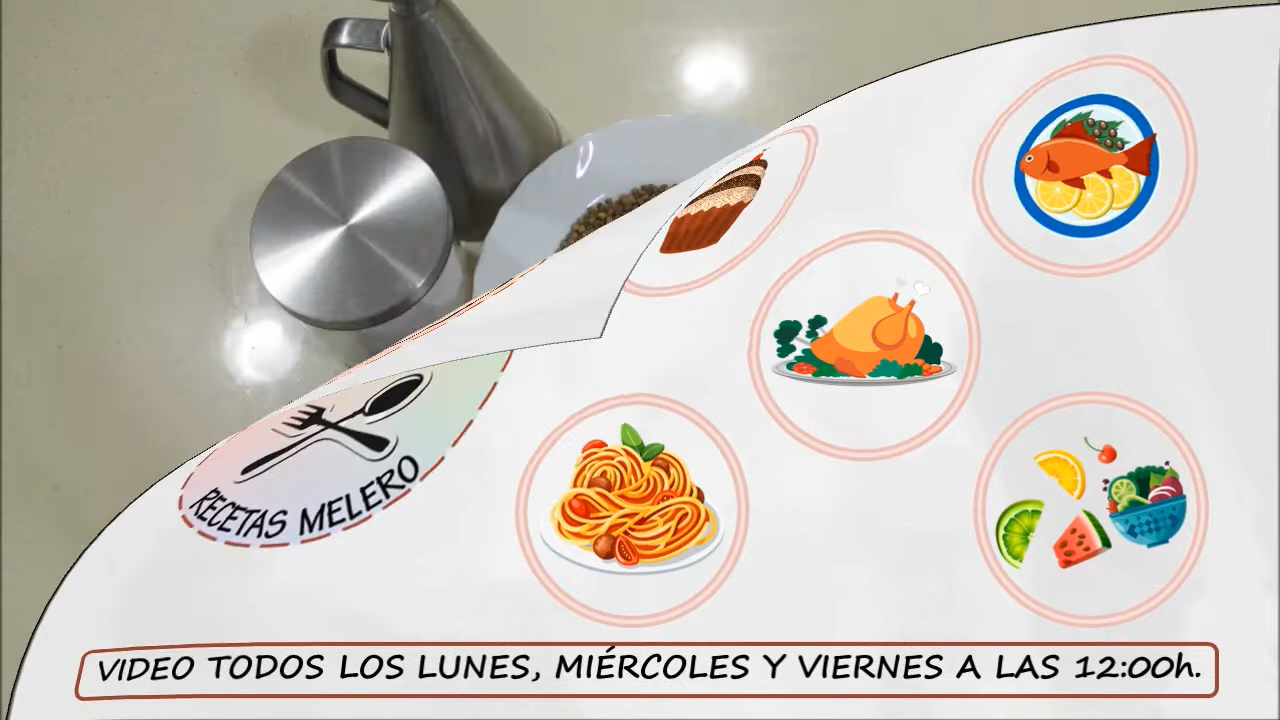 RECETAS MELERO
VIDEO TODOS LOS LUNES, MIÉRCOLES Y VIERNES A LAS 12:00h.